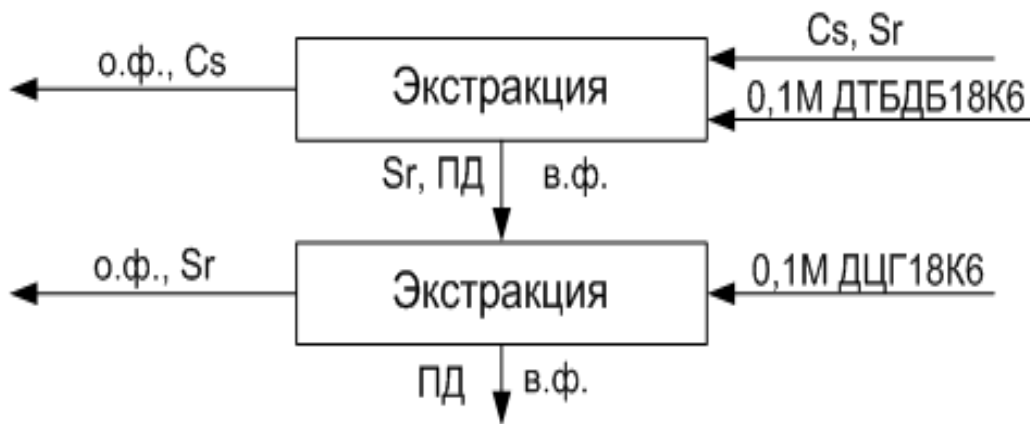 Cs, Sr
о.ф., Cs
Экстракция
0,1М ДТБДБ18К6
Sr, ПД в.ф.
о.ф., Sr
Экстракция
0,1М ДЦГ18К6
ПД в.ф.